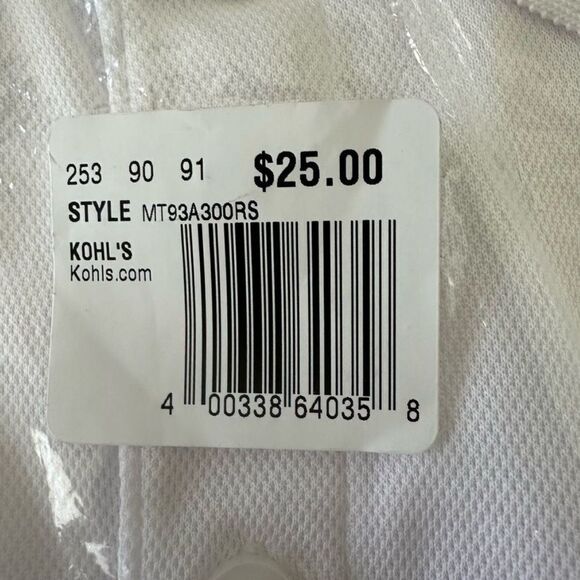 253 90 91 $25.00
STYLE MT93A300RS
KOHL'S
Kohls.com
4 00338 64035 8